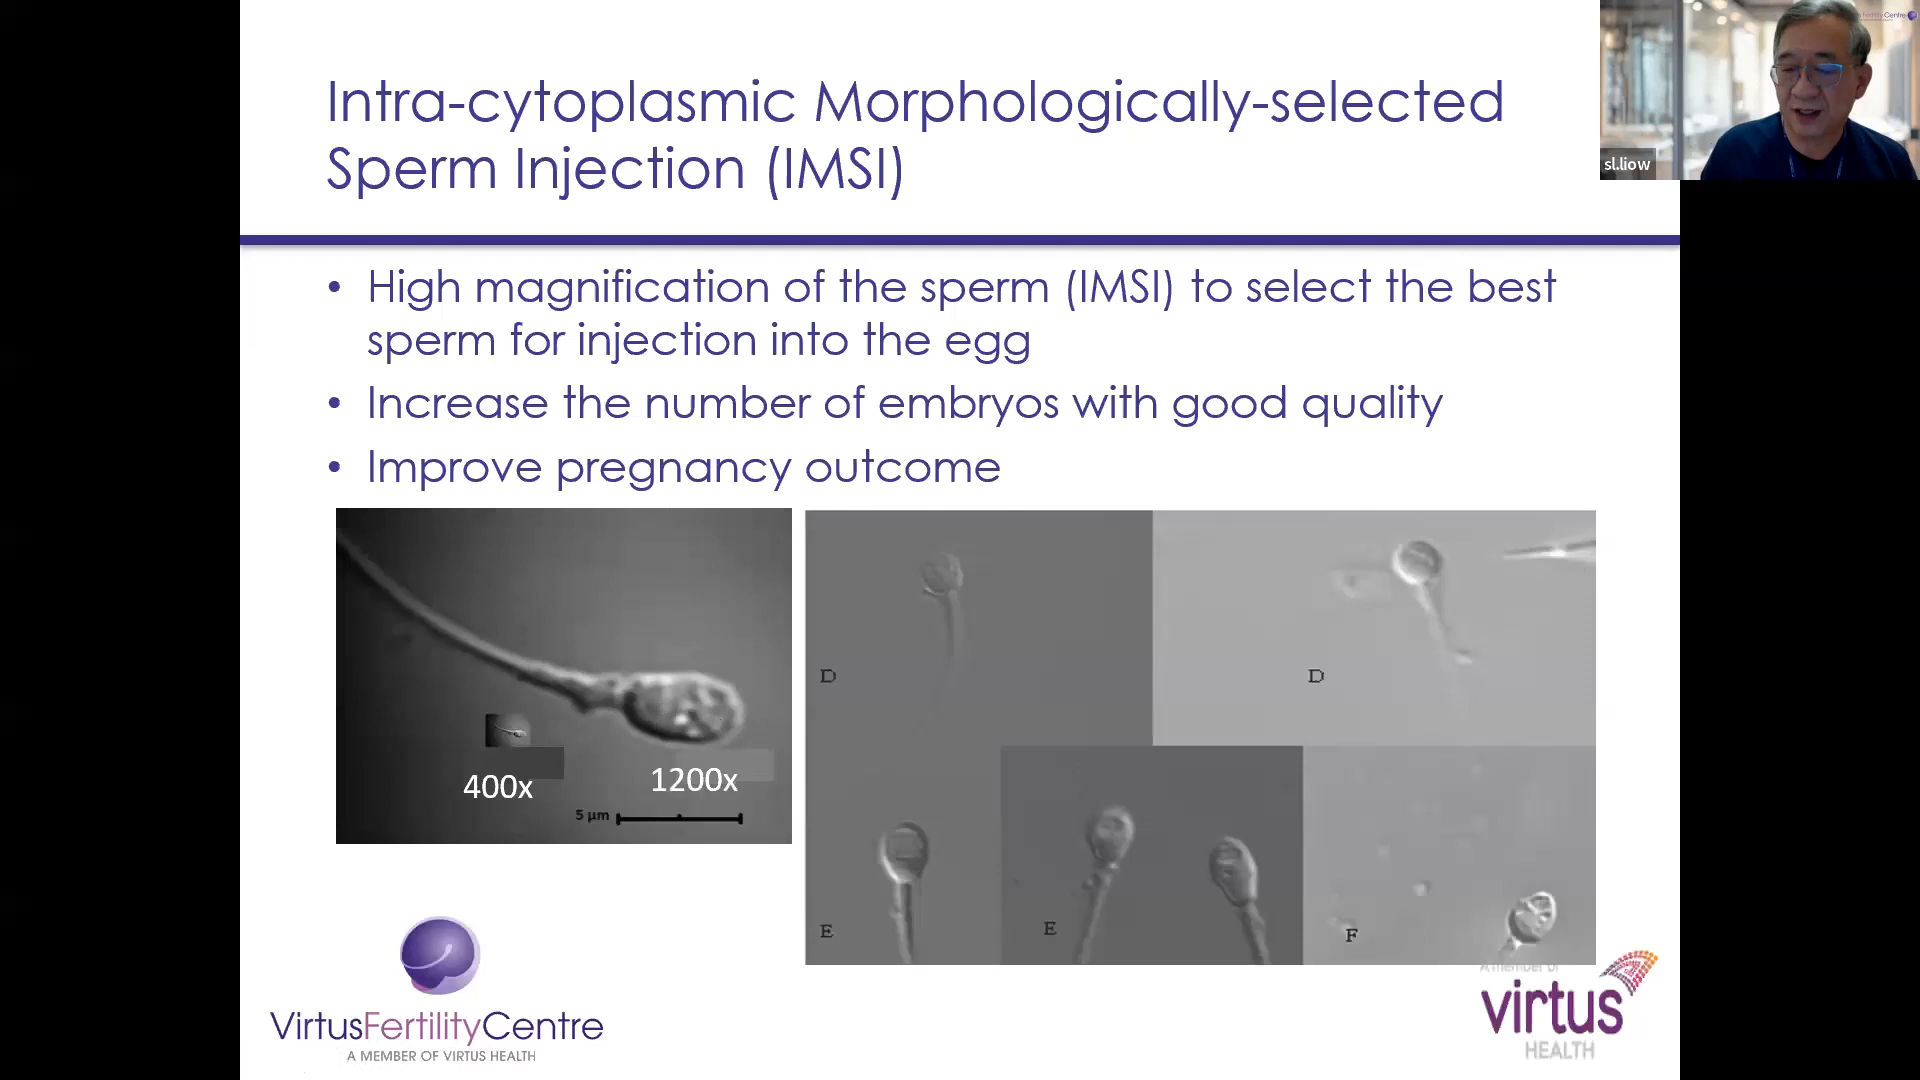 Intra-cytoplasmic Morphologically-selected
Sperm Injection (IMSI)
sl.liow
• High magnification of the sperm (IMSI) to select the best
sperm for injection into the egg
• Increase the number of embryos with good quality
• Improve pregnancy outcome
400x
1200x
5 µm
D
D
E
E
F
VirtusFertilityCentre
A MEMBER OF VIRTUS HEALTH
A member of
virtus
HEALTH